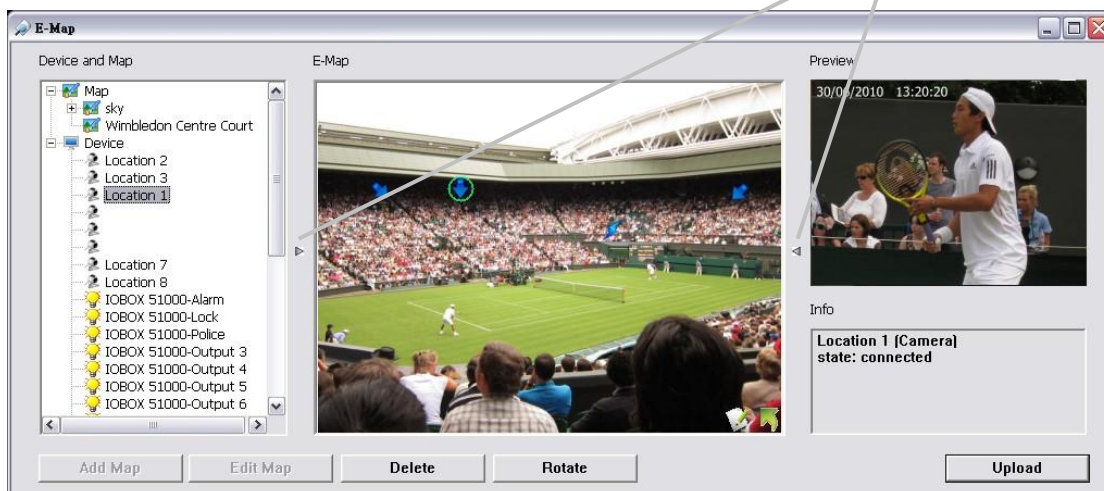 E-Map
Device and Map
E-Map
Preview
Map
sky
Wimbledon Centre Court
Device
Location 2
Location 3
Location 1
Location 7
Location 8
IOBOX 51000-Alarm
IOBOX 51000-Lock
IOBOX 51000-Police
IOBOX 51000-Output 3
IOBOX 51000-Output 4
IOBOX 51000-Output 5
IOBOX 51000-Output 6
30/06/2010 13:20:20
Info
Location 1 (Camera)
state: connected
Add Map
Edit Map
Delete
Rotate
Upload